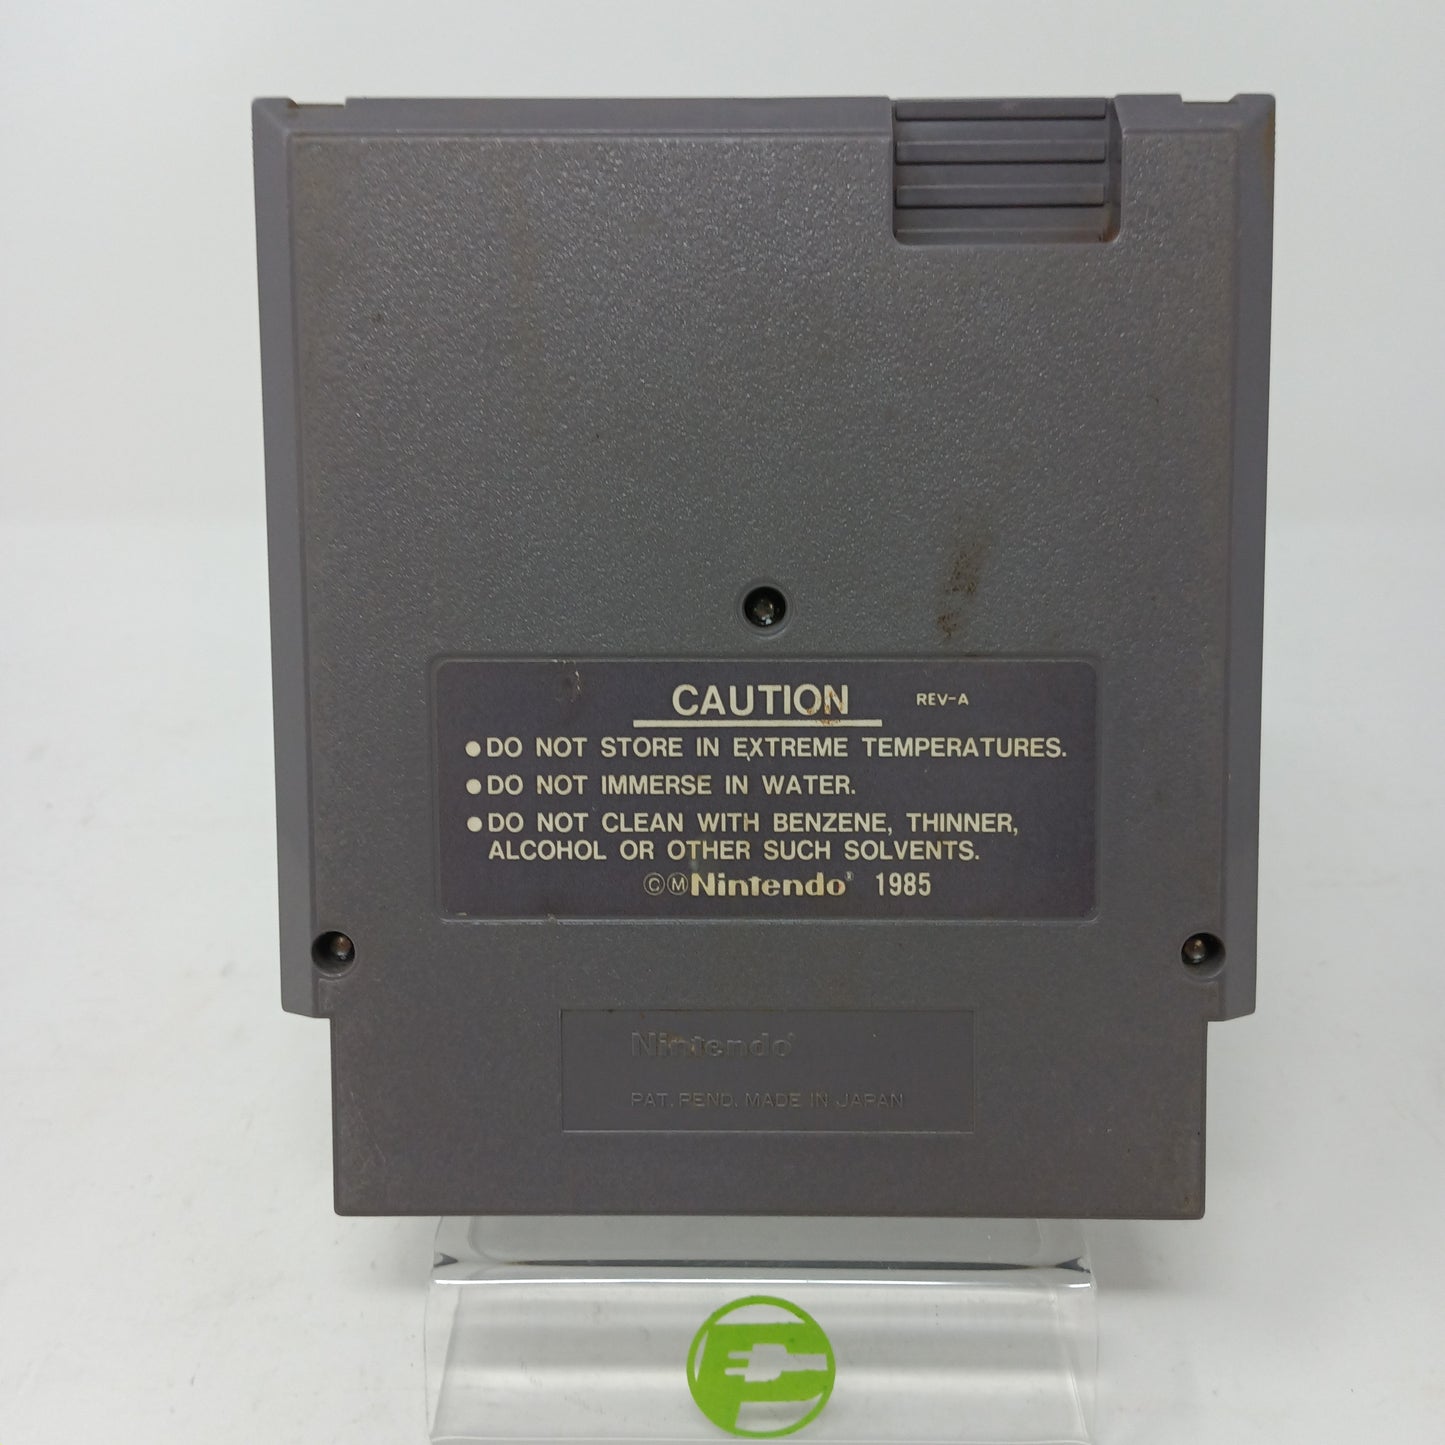 CAUTION REV-A
●DO NOT STORE IN EXTREME TEMPERATURES.
●DO NOT IMMERSE IN WATER.
●DO NOT CLEAN WITH BENZENE, THINNER,
ALCOHOL OR OTHER SUCH SOLVENTS.
ⒸⓂNintendo® 1985
Nintendo®
PAT. PEND. MADE IN JAPAN